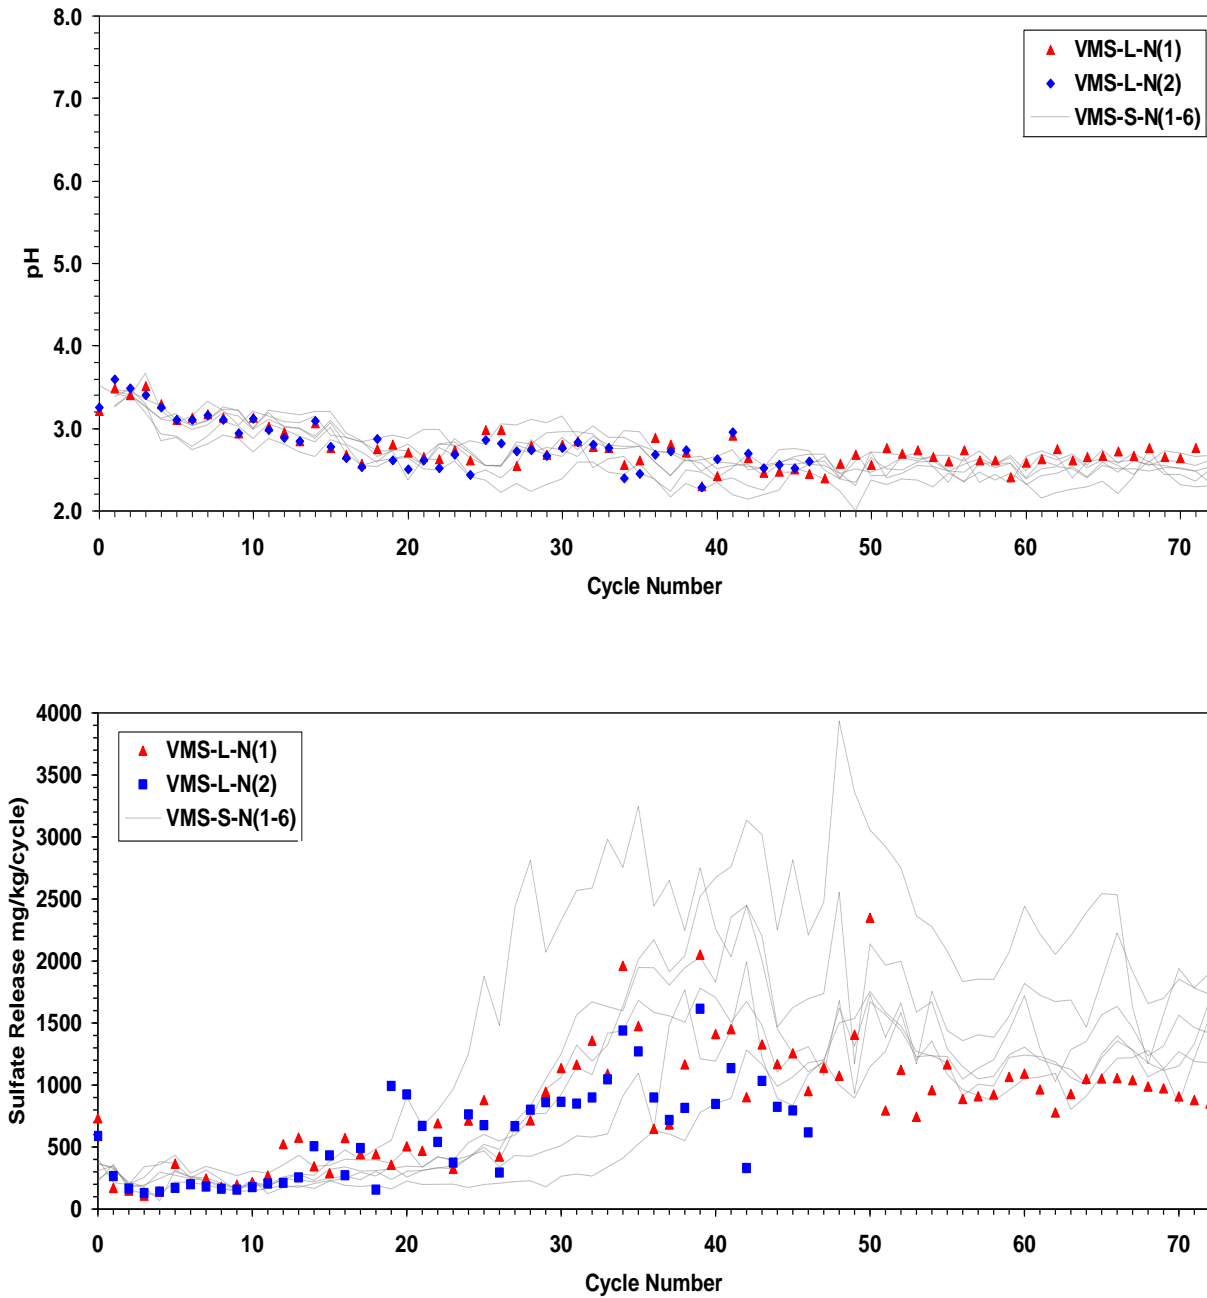 8.0
7.0
6.0
5.0
4.0
3.0
2.0
pH
VMS-L-N(1)
VMS-L-N(2)
VMS-S-N(1-6)
0 10 20 30 40 50 60 70
Cycle Number
4000
3500
3000
2500
2000
1500
1000
500
0
Sulfate Release mg/kg/cycle)
VMS-L-N(1)
VMS-L-N(2)
VMS-S-N(1-6)
0 10 20 30 40 50 60 70
Cycle Number